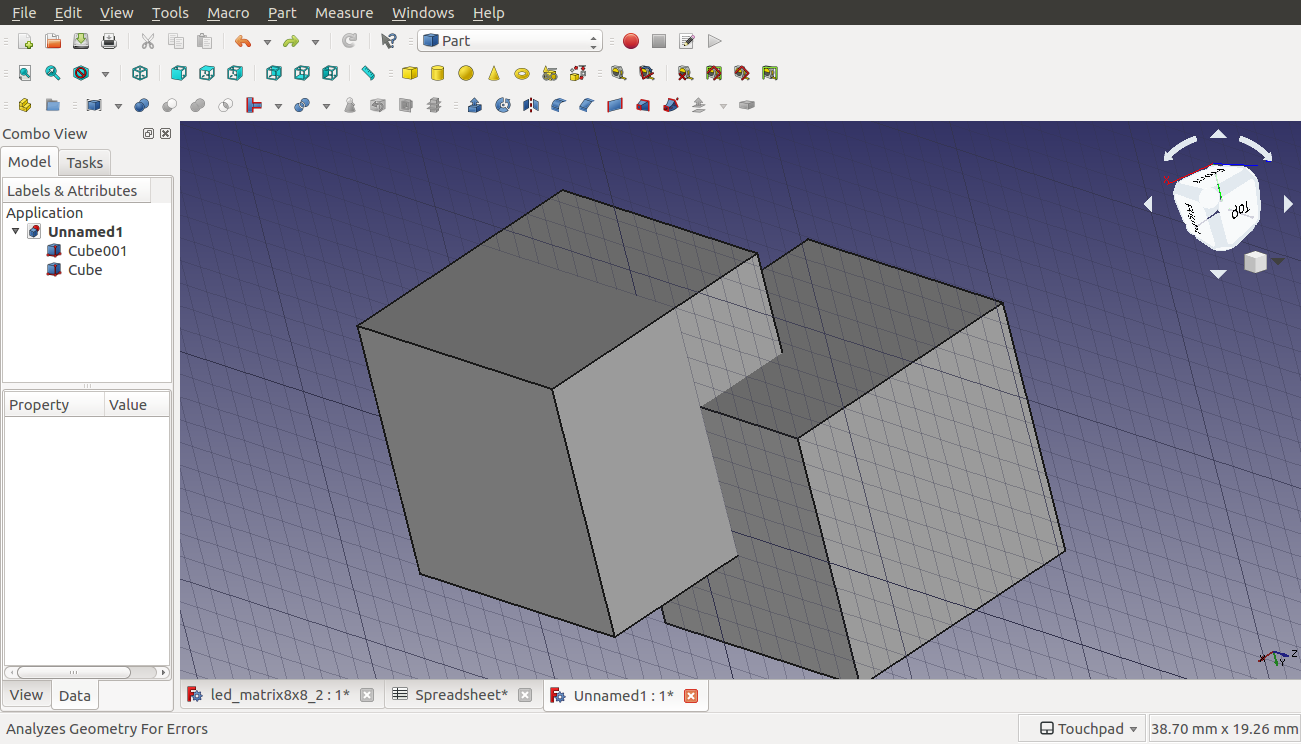 File Edit View Tools Macro Part Measure Windows Help
Part
Combo View
Model Tasks
Labels & Attributes
Application
Unnamed1
Cube001
Cube
Property Value
TOP
X
Z
Y
View Data
led_matrix8x8_2 : 1* Spreadsheet* Unnamed1 : 1*
Analyzes Geometry For Errors Touchpad 38.70 mm x 19.26 mm